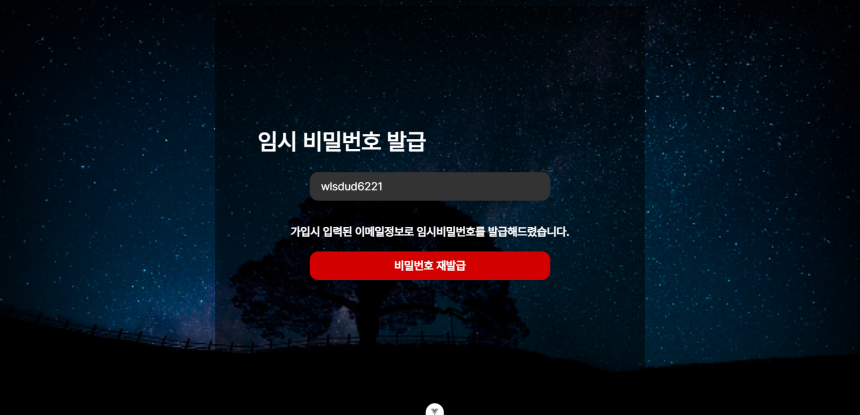 임시 비밀번호 발급
wlsdud6221
가입시 입력된 이메일정보로 임시비밀번호를 발급해드렸습니다.
비밀번호 재발급